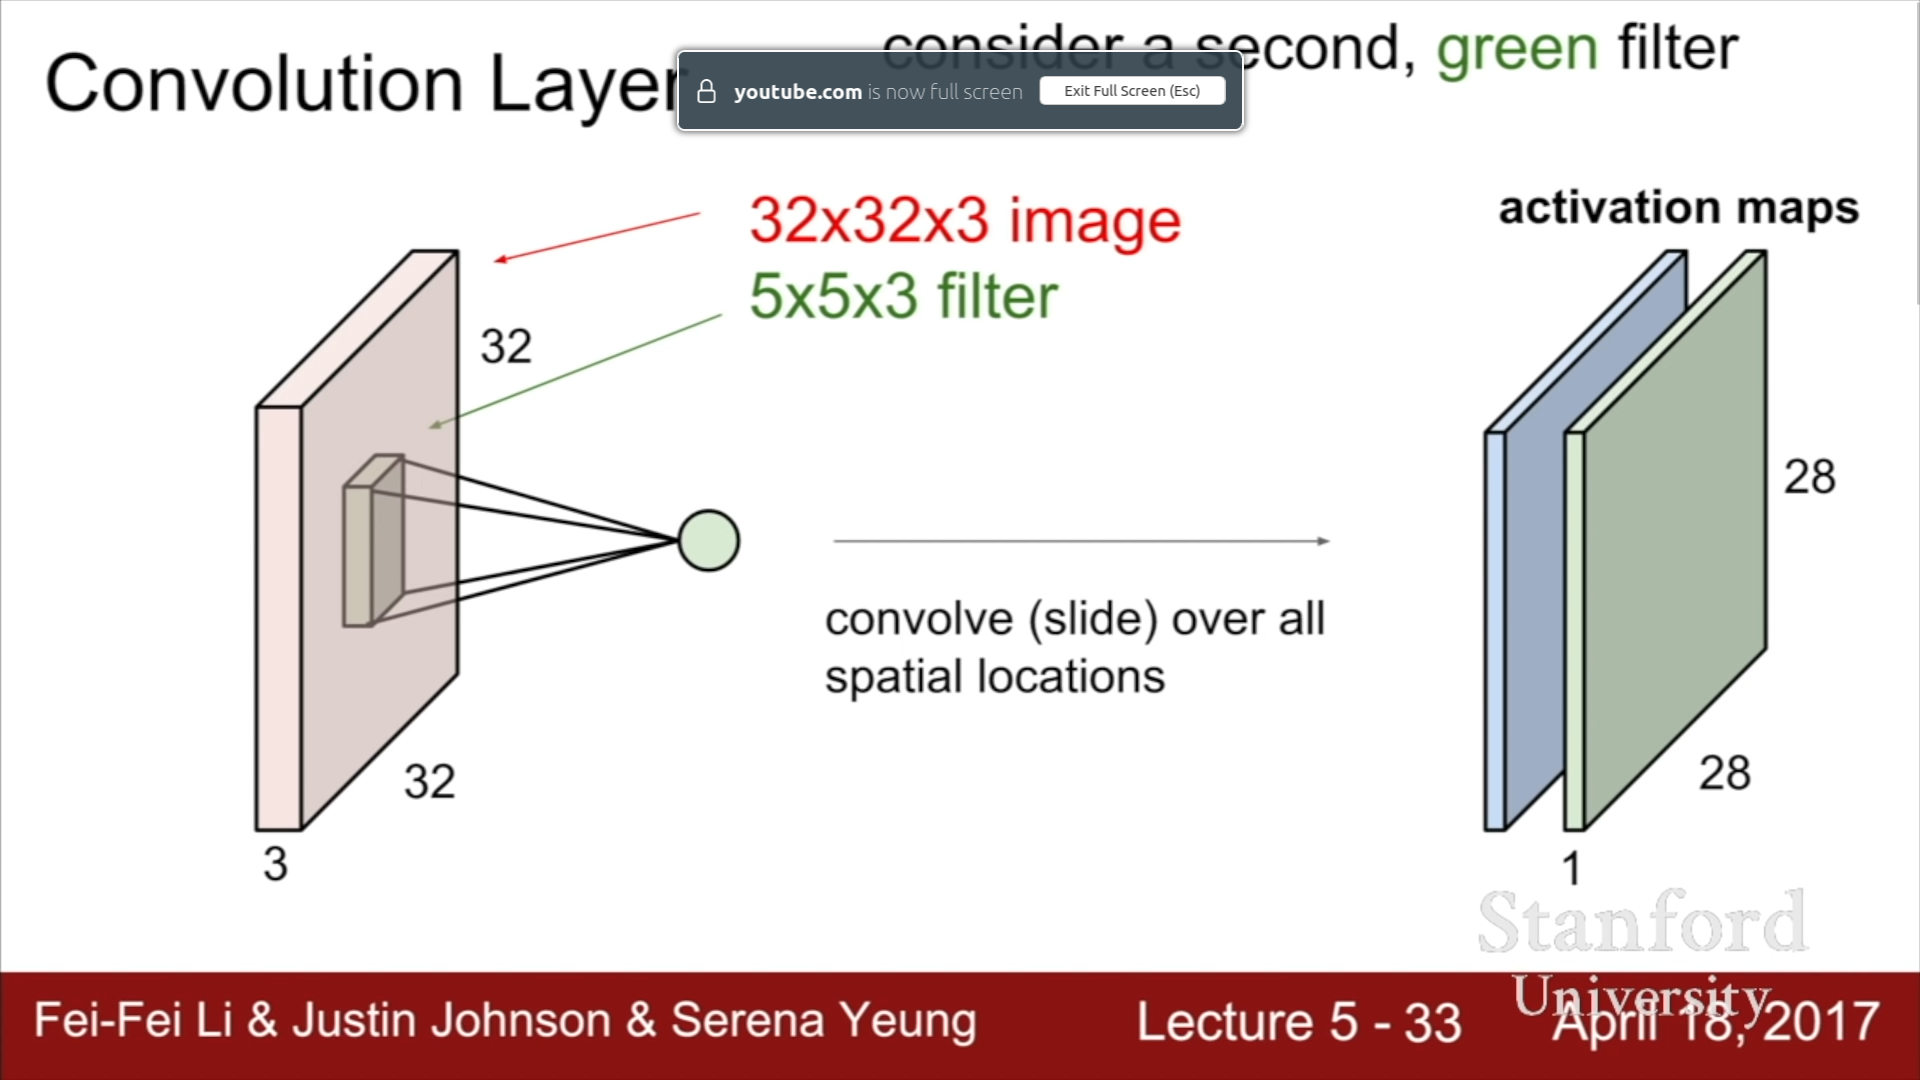 consider a second, green filter
Convolution Layer
youtube.com is now full screen
Exit Full Screen (Esc)
32x32x3 image
5x5x3 filter
activation maps
32
28
convolve (slide) over all
spatial locations
32
28
3
1
Stanford
University
Fei-Fei Li & Justin Johnson & Serena Yeung
Lecture 5 - 33
April 18, 2017